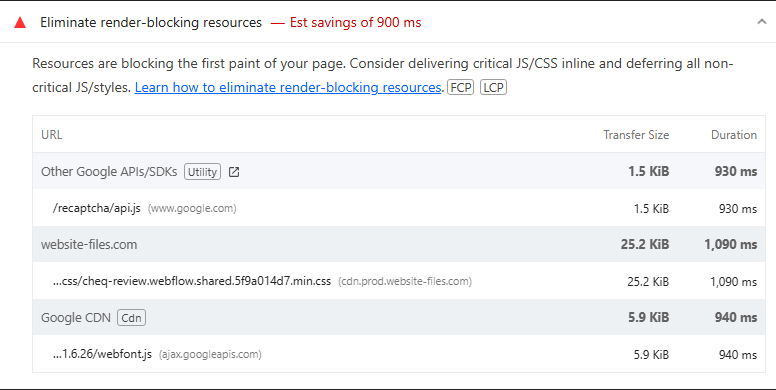 Eliminate render-blocking resources — Est savings of 900 ms
Resources are blocking the first paint of your page. Consider delivering critical JS/CSS inline and deferring all non-
critical JS/styles. Learn how to eliminate render-blocking resources. FCP LCP
URL Transfer Size Duration
Other Google APIs/SDKs Utility 1.5 KiB 930 ms
/recaptcha/api.js (www.google.com) 1.5 KiB 930 ms
website-files.com 25.2 KiB 1,090 ms
…css/cheq-review.webflow.shared.5f9a014d7.min.css (cdn.prod.website-files.com) 25.2 KiB 1,090 ms
Google CDN Cdn 5.9 KiB 940 ms
…1.6.26/webfont.js (ajax.googleapis.com) 5.9 KiB 940 ms